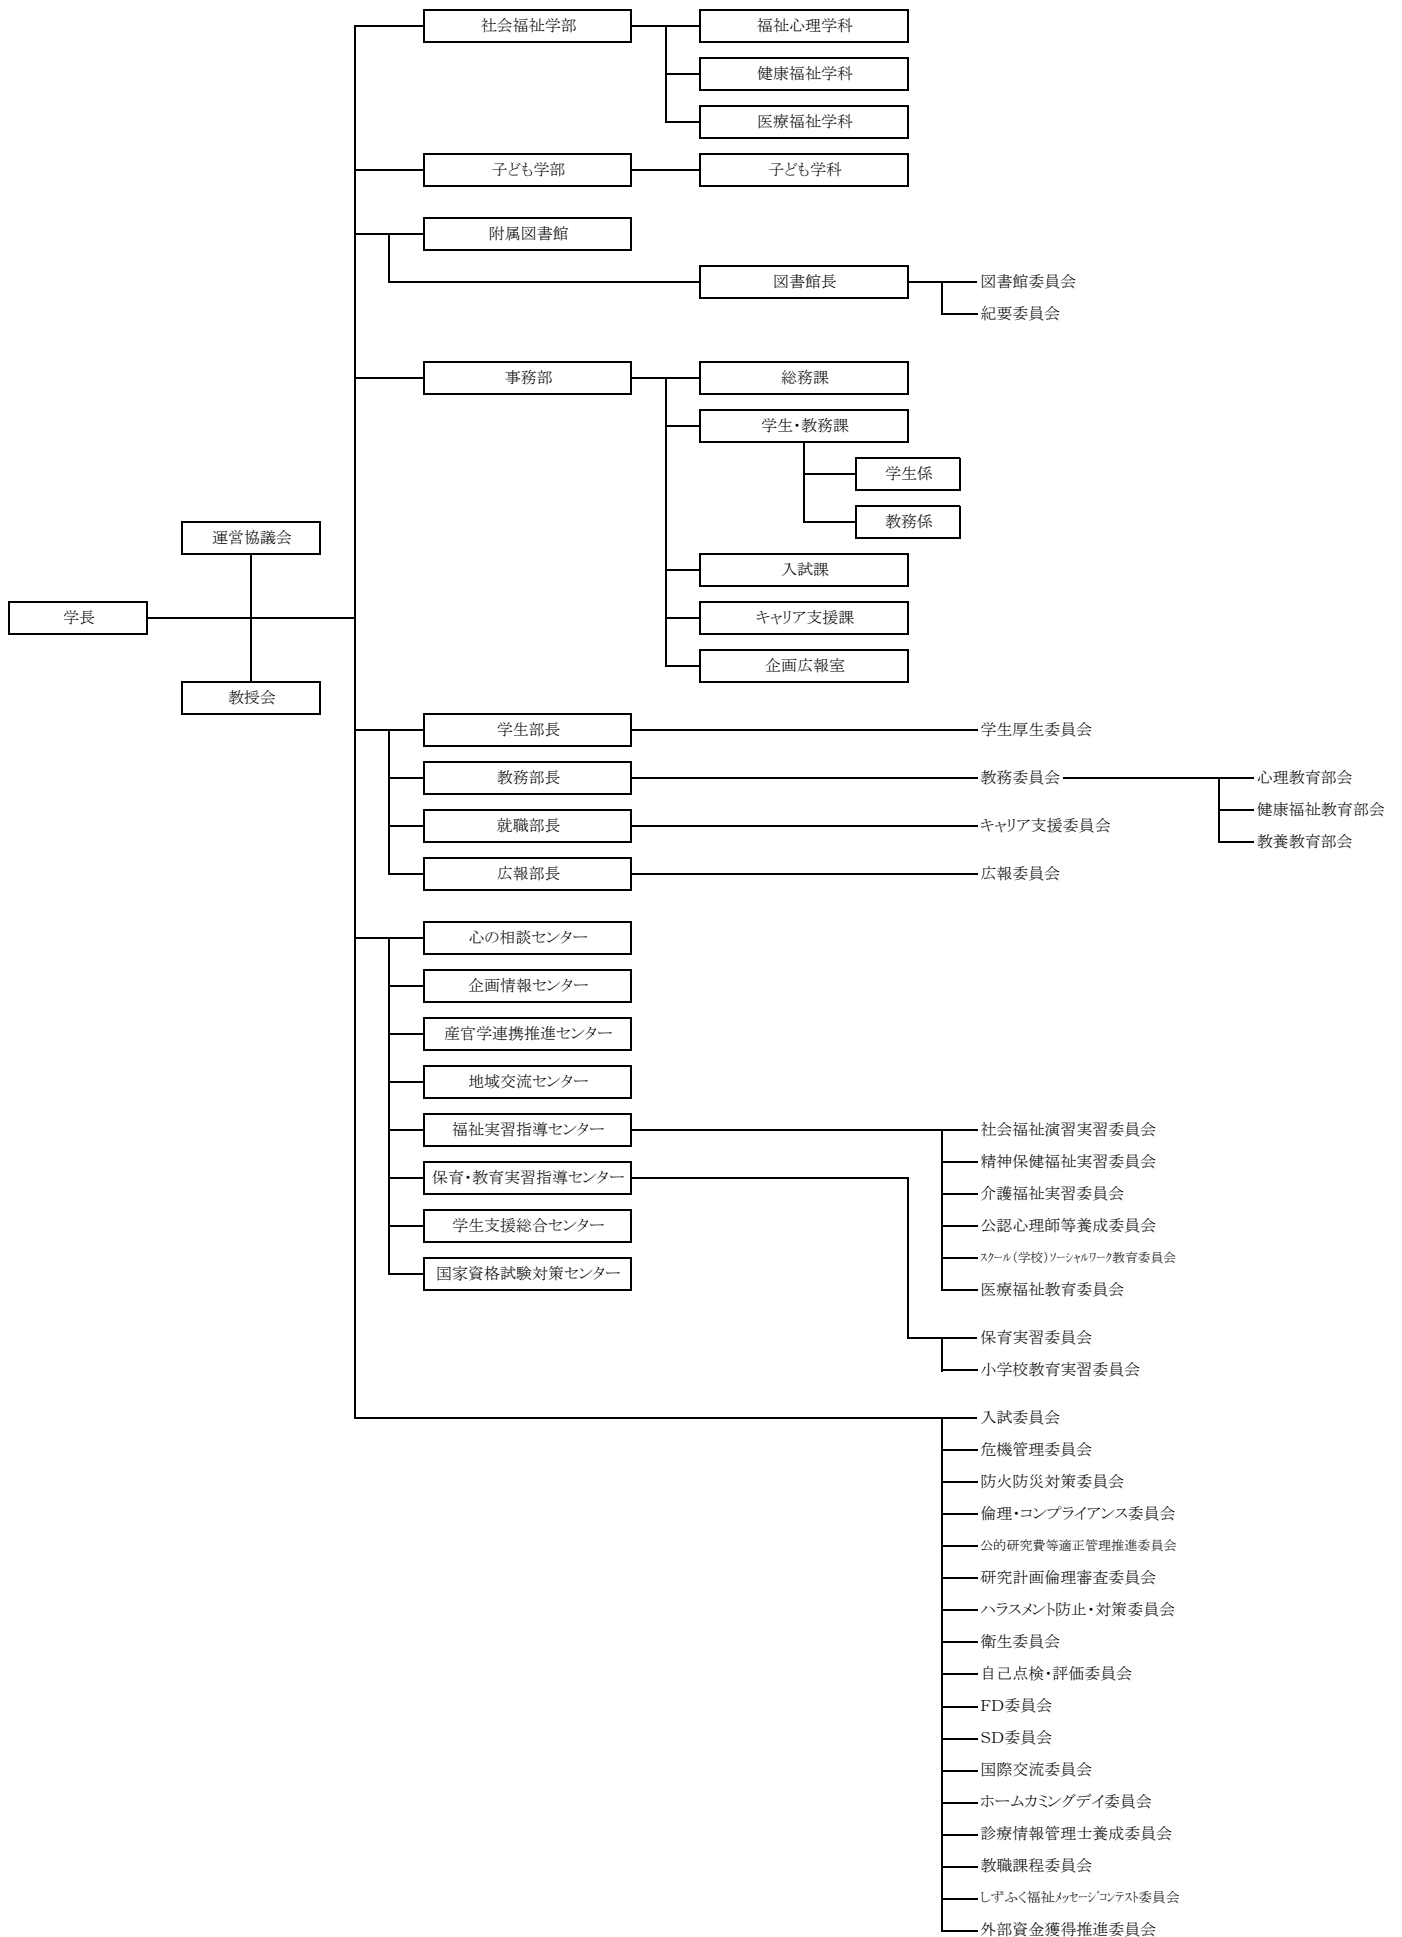 社会福祉学部
福祉心理学科
健康福祉学科
医療福祉学科
子ども学部
子ども学科
附属図書館
図書館長
図書館委員会
紀要委員会
事務部
総務課
学生・教務課
学生係
教務係
運営協議会
入試課
学長
キャリア支援課
企画広報室
教授会
学生部長
学生厚生委員会
教務部長
教務委員会
心理教育部会
健康福祉教育部会
就職部長
キャリア支援委員会
教養教育部会
広報部長
広報委員会
心の相談センター
企画情報センター
産官学連携推進センター
地域交流センター
福祉実習指導センター
社会福祉演習実習委員会
精神保健福祉実習委員会
保育・教育実習指導センター
介護福祉実習委員会
学生支援総合センター
公認心理師等養成委員会
スクール(学校)ソーシャルワーク教育委員会
国家資格試験対策センター
医療福祉教育委員会
保育実習委員会
小学校教育実習委員会
入試委員会
危機管理委員会
防火防災対策委員会
倫理・コンプライアンス委員会
公的研究費等適正管理推進委員会
研究計画倫理審査委員会
ハラスメント防止・対策委員会
衛生委員会
自己点検・評価委員会
FD委員会
SD委員会
国際交流委員会
ホームカミングデイ委員会
診療情報管理士養成委員会
教職課程委員会
しずふく福祉メッセージコンテスト委員会
外部資金獲得推進委員会